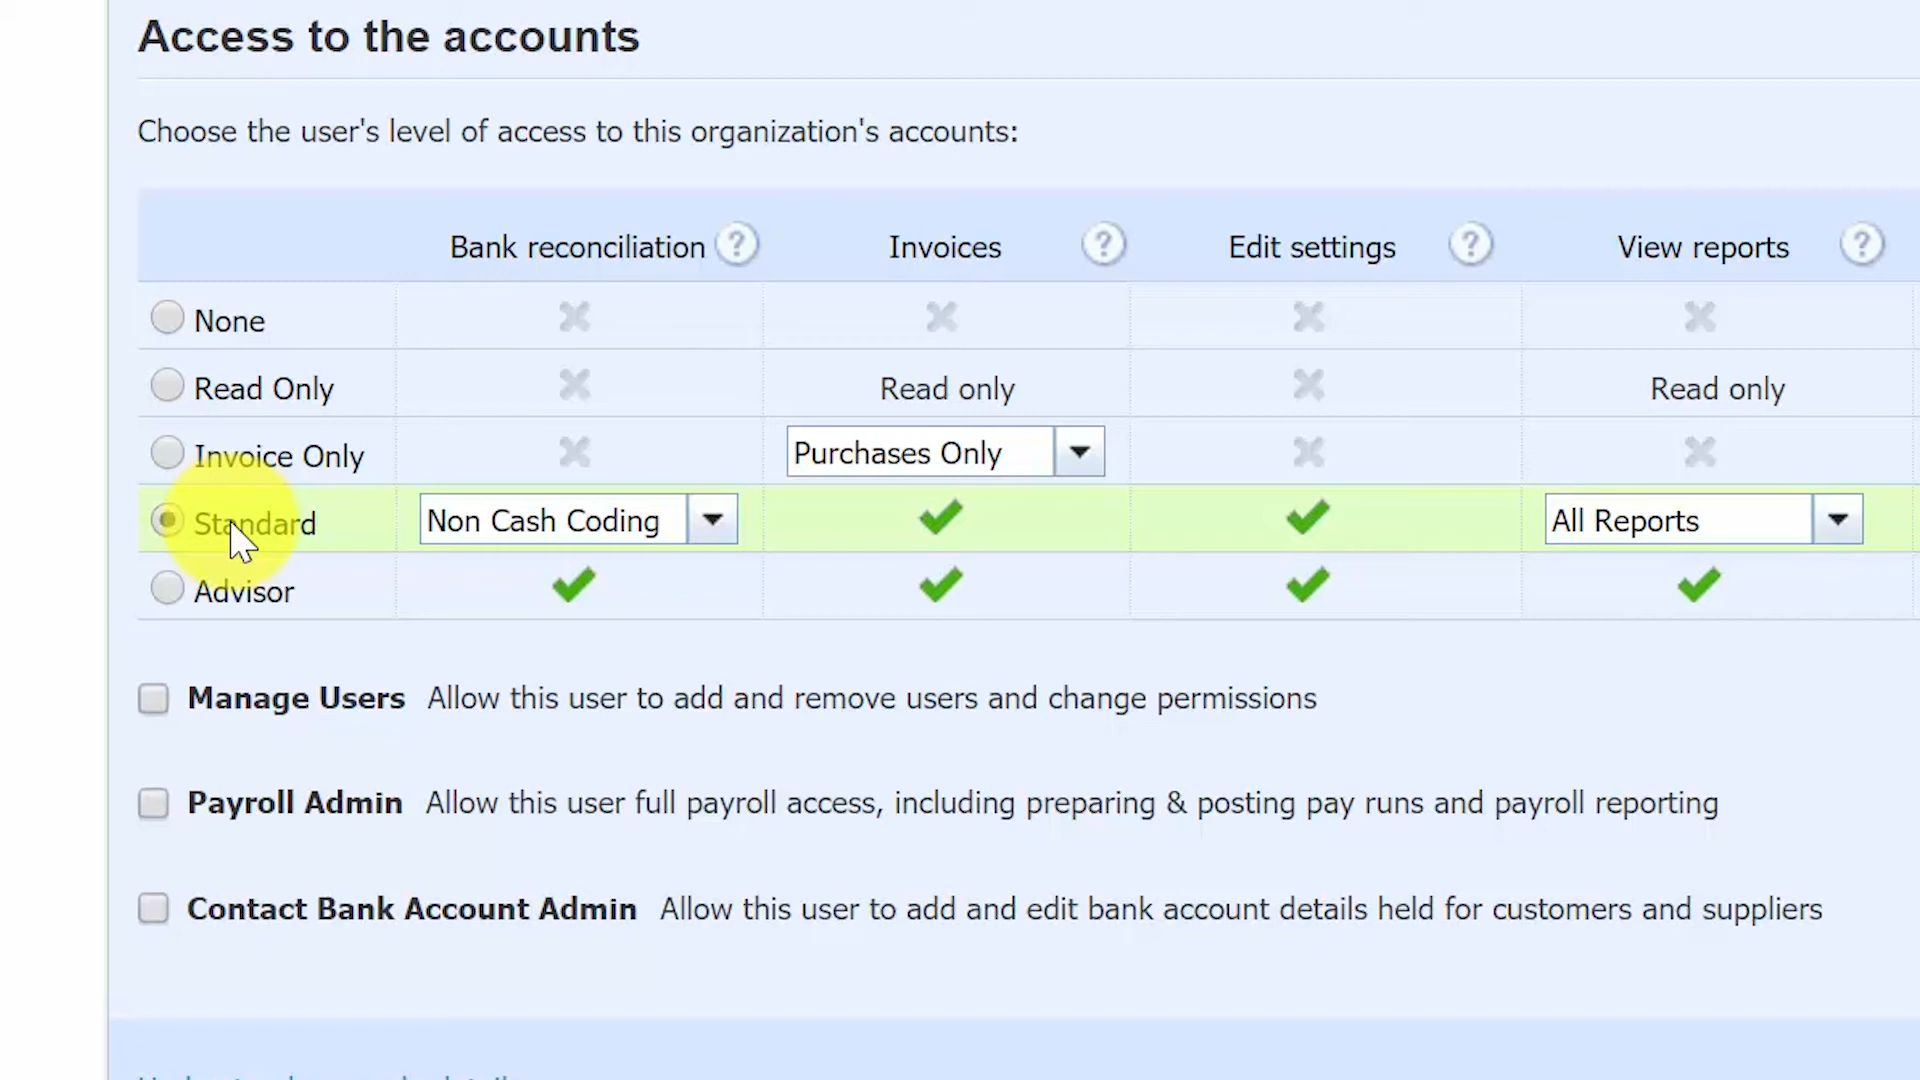 Access to the accounts
Choose the user's level of access to this organization's accounts:
Bank reconciliation ? Invoices ? Edit settings ? View reports ?
None
Read Only Read only Read only
Invoice Only Purchases Only
Standard Non Cash Coding All Reports
Advisor
Manage Users Allow this user to add and remove users and change permissions
Payroll Admin Allow this user full payroll access, including preparing & posting pay runs and payroll reporting
Contact Bank Account Admin Allow this user to add and edit bank account details held for customers and suppliers